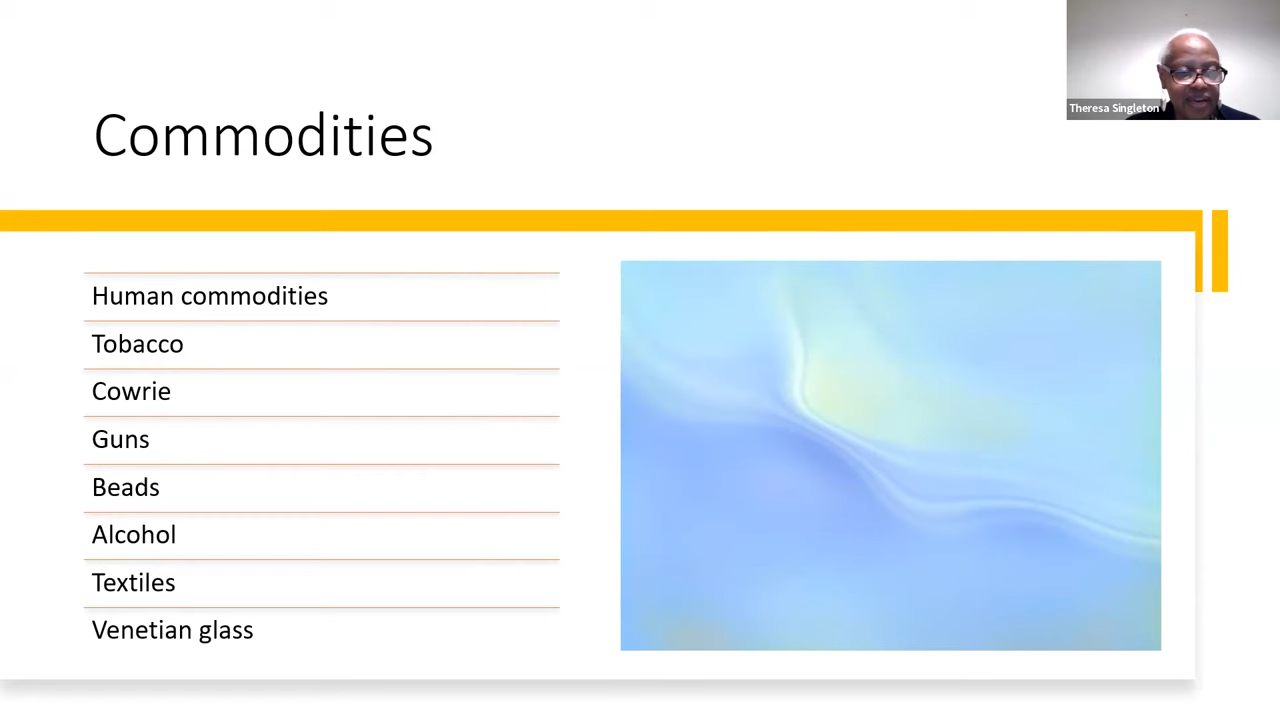 Theresa Singleton
Commodities
Human commodities
Tobacco
Cowrie
Guns
Beads
Alcohol
Textiles
Venetian glass